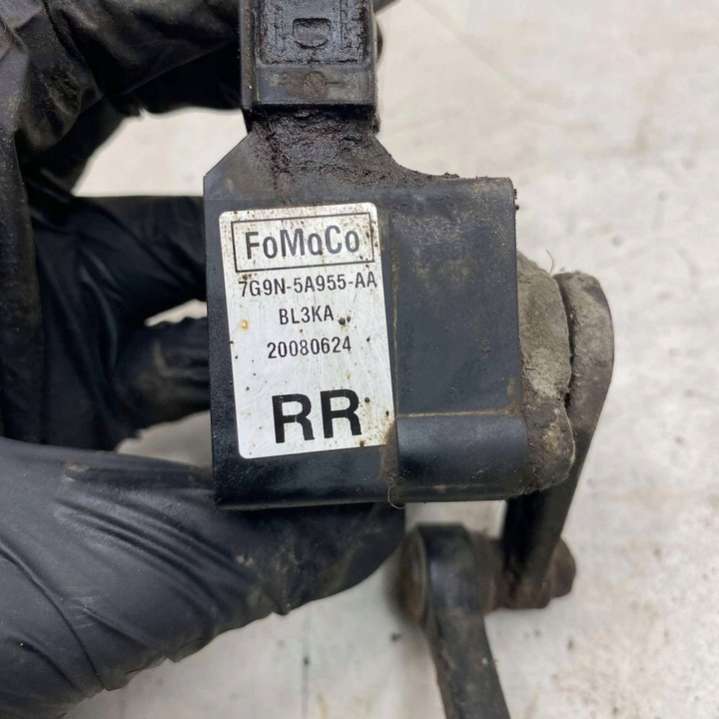 FoMoCo
7G9N-5A955-AA
BL3KA
20080624
RR